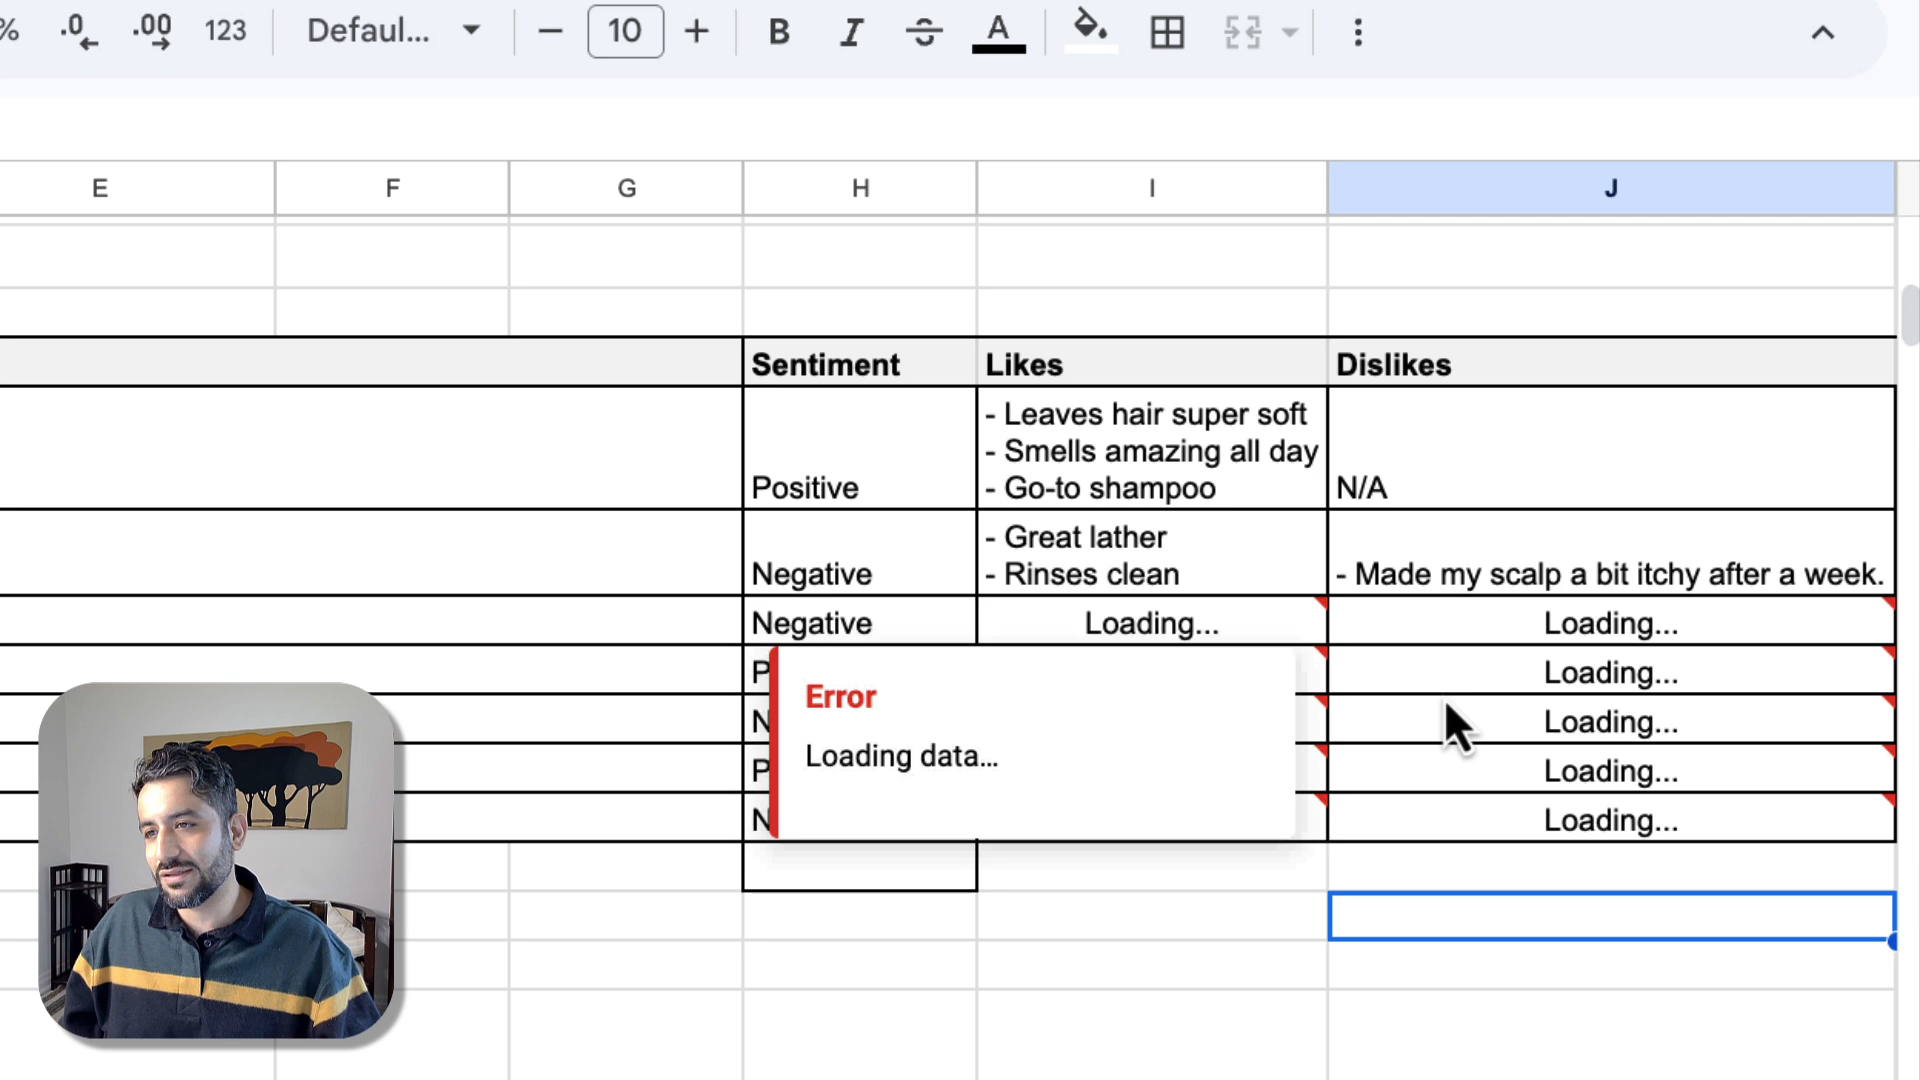 %
.0
.00
123
Defaul...
10
B
I
A
E
F
G
H
I
J
Sentiment
Likes
Dislikes
Positive
- Leaves hair super soft
- Smells amazing all day
- Go-to shampoo
N/A
Negative
- Great lather
- Rinses clean
- Made my scalp a bit itchy after a week.
Negative
Loading...
Loading...
P
Loading...
N
Loading...
P
Loading...
N
Loading...
Error
Loading data...